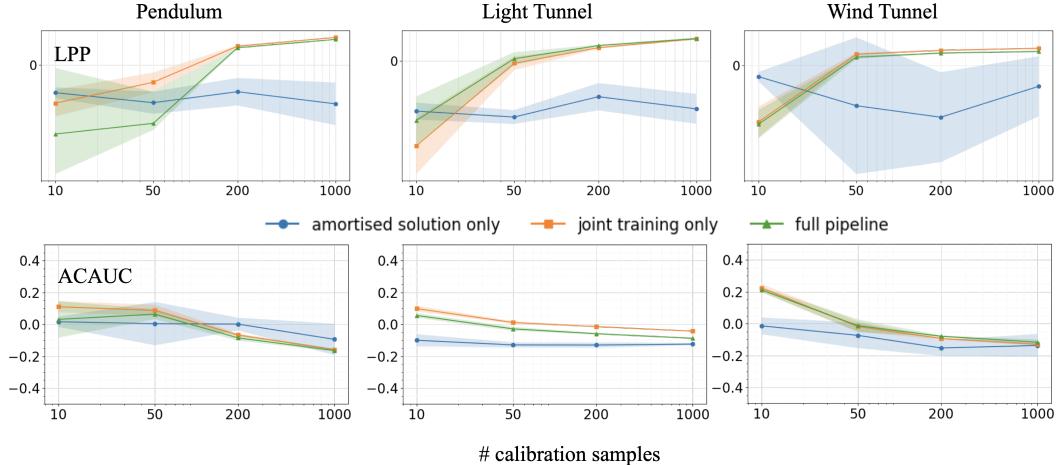 Pendulum Light Tunnel Wind Tunnel
LPP
0 0 0
10 50 200 1000 10 50 200 1000 10 50 200 1000
amortised solution only joint training only full pipeline
ACAUC
0.4 0.4 0.4
0.2 0.2 0.2
0.0 0.0 0.0
−0.2 −0.2 −0.2
−0.4 −0.4 −0.4
10 50 200 1000 10 50 200 1000 10 50 200 1000
# calibration samples